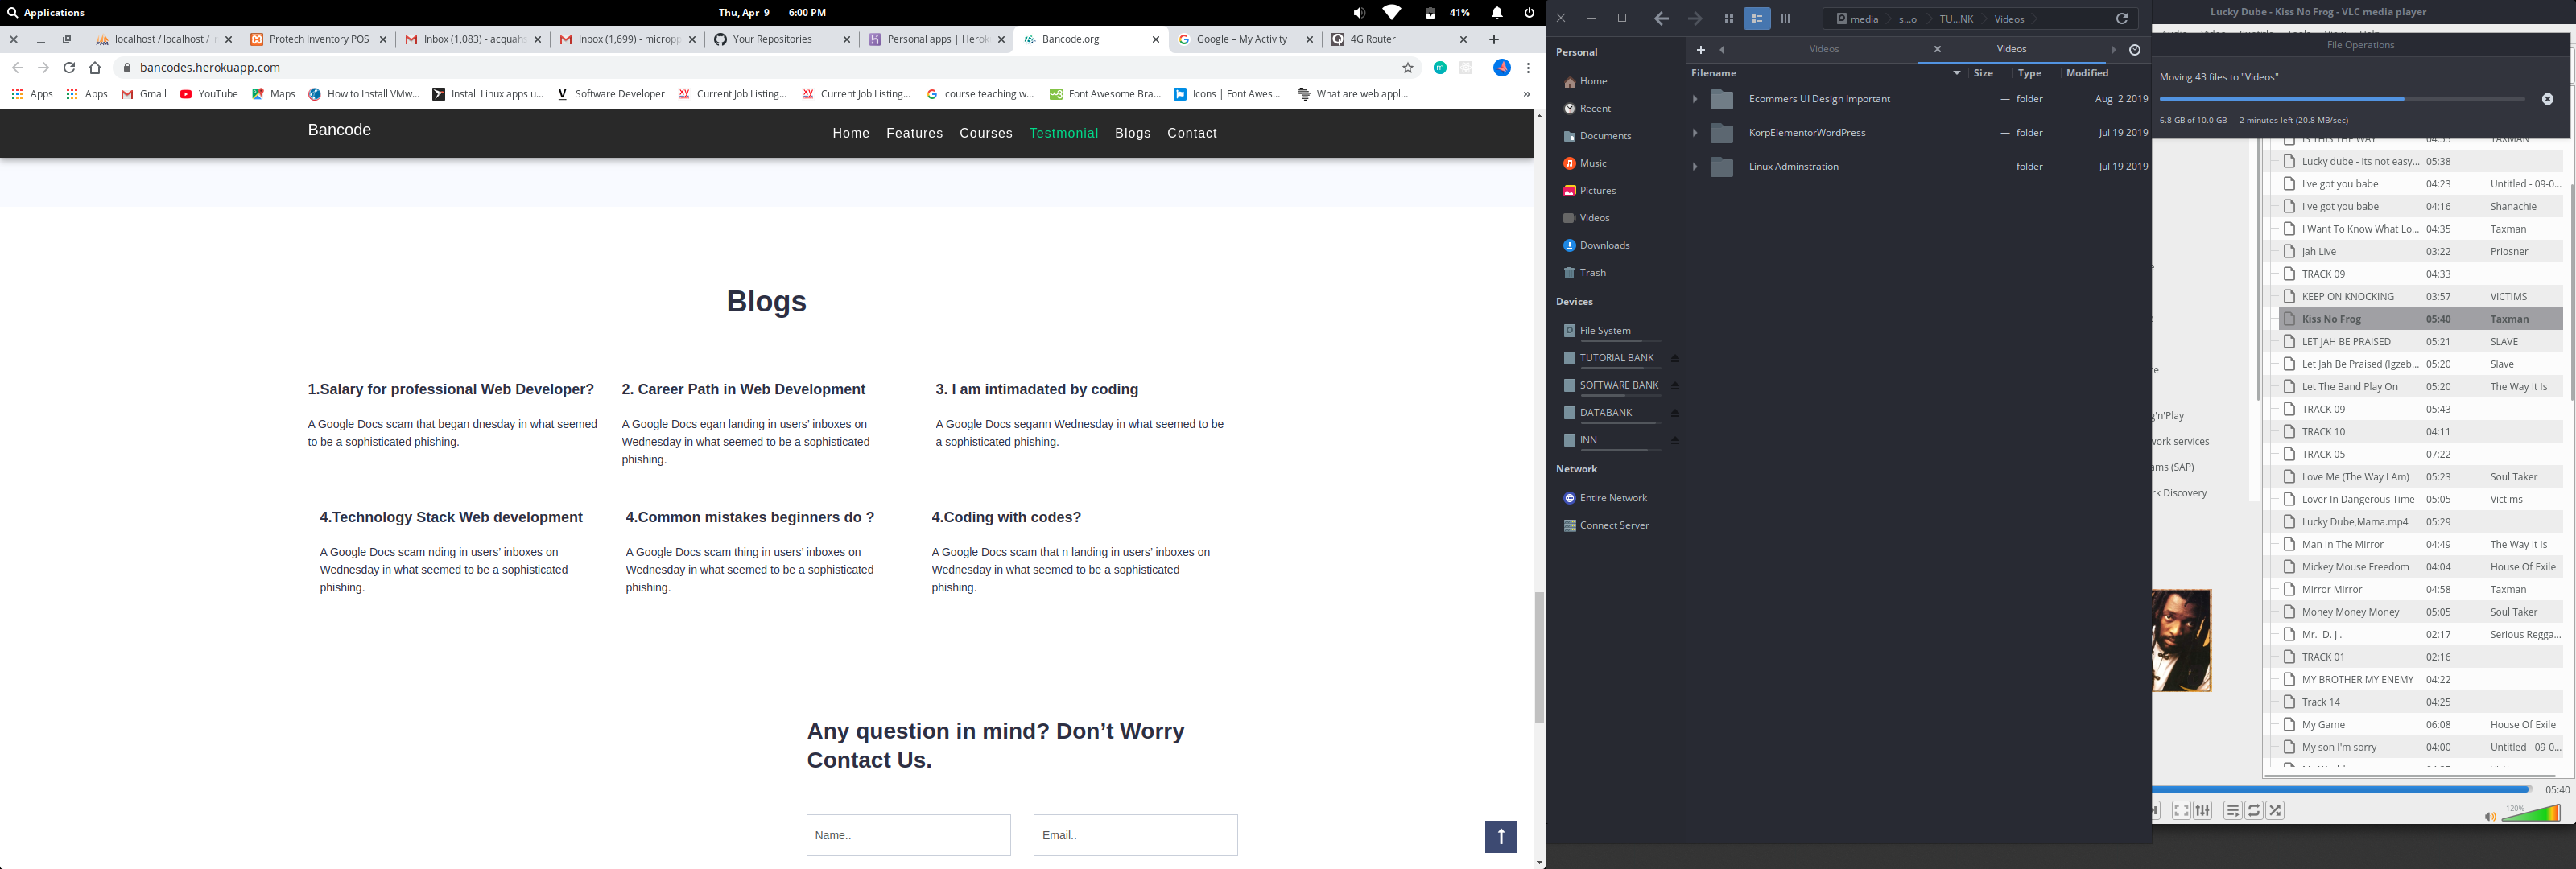 Applications
Thu, Apr 9 6:00 PM
41%
localhost / localhost / ir
Protech Inventory POS
Inbox (1,083) - acquah
Inbox (1,699) - micropp
Your Repositories
Personal apps | Herok
Bancode.org
Google – My Activity
4G Router
bancodes.herokuapp.com
Apps
Apps
Gmail
YouTube
Maps
How to Install VMw...
Install Linux apps u...
Software Developer
Current Job Listing...
Current Job Listing...
course teaching w...
Font Awesome Bra...
Icons | Font Awes...
What are web appl...
Bancode
Home Features Courses Testmonial Blogs Contact
Blogs
1.Salary for professional Web Developer?
A Google Docs scam that began dnesday in what seemed
to be a sophisticated phishing.
2. Career Path in Web Development
A Google Docs egan landing in users’ inboxes on
Wednesday in what seemed to be a sophisticated
phishing.
3. I am intimadated by coding
A Google Docs segann Wednesday in what seemed to be
a sophisticated phishing.
4.Technology Stack Web development
A Google Docs scam nding in users’ inboxes on
Wednesday in what seemed to be a sophisticated
phishing.
4.Common mistakes beginners do ?
A Google Docs scam thing in users’ inboxes on
Wednesday in what seemed to be a sophisticated
phishing.
4.Coding with codes?
A Google Docs scam that n landing in users’ inboxes on
Wednesday in what seemed to be a sophisticated
phishing.
Any question in mind? Don’t Worry
Contact Us.
Name..
Email..
media s...o TU...NK Videos
Personal
Home
Recent
Documents
Music
Pictures
Videos
Downloads
Trash
Devices
File System
TUTORIAL BANK
SOFTWARE BANK
DATABANK
INN
Network
Entire Network
Connect Server
Videos
Videos
Filename Size Type Modified
Ecommers UI Design Important — folder Aug 2 2019
KorpElementorWordPress — folder Jul 19 2019
Linux Adminstration — folder Jul 19 2019
Lucky Dube - Kiss No Frog - VLC media player
File Operations
Moving 43 files to "Videos"
6.8 GB of 10.0 GB — 2 minutes left (20.8 MB/sec)
IS THIS THE WAY 04:55 TAXMAN
Lucky dube - its not easy... 05:38
I've got you babe 04:23 Untitled - 09-0...
I ve got you babe 04:16 Shanachie
I Want To Know What Lo... 04:35 Taxman
Jah Live 03:22 Priosner
TRACK 09 04:33
KEEP ON KNOCKING 03:57 VICTIMS
Kiss No Frog 05:40 Taxman
LET JAH BE PRAISED 05:21 SLAVE
Let Jah Be Praised (Igzeb... 05:20 Slave
Let The Band Play On 05:20 The Way It Is
TRACK 09 05:43
TRACK 10 04:11
TRACK 05 07:22
Love Me (The Way I Am) 05:23 Soul Taker
Lover In Dangerous Time 05:05 Victims
Lucky Dube,Mama.mp4 05:29
Man In The Mirror 04:49 The Way It Is
Mickey Mouse Freedom 04:04 House Of Exile
Mirror Mirror 04:58 Taxman
Money Money Money 05:05 Soul Taker
Mr. D. J . 02:17 Serious Regga...
TRACK 01 02:16
MY BROTHER MY ENEMY 04:22
Track 14 04:25
My Game 06:08 House Of Exile
My son I'm sorry 04:00 Untitled - 09-0...
g'n'Play
work services
ams (SAP)
rk Discovery
05:40
120%